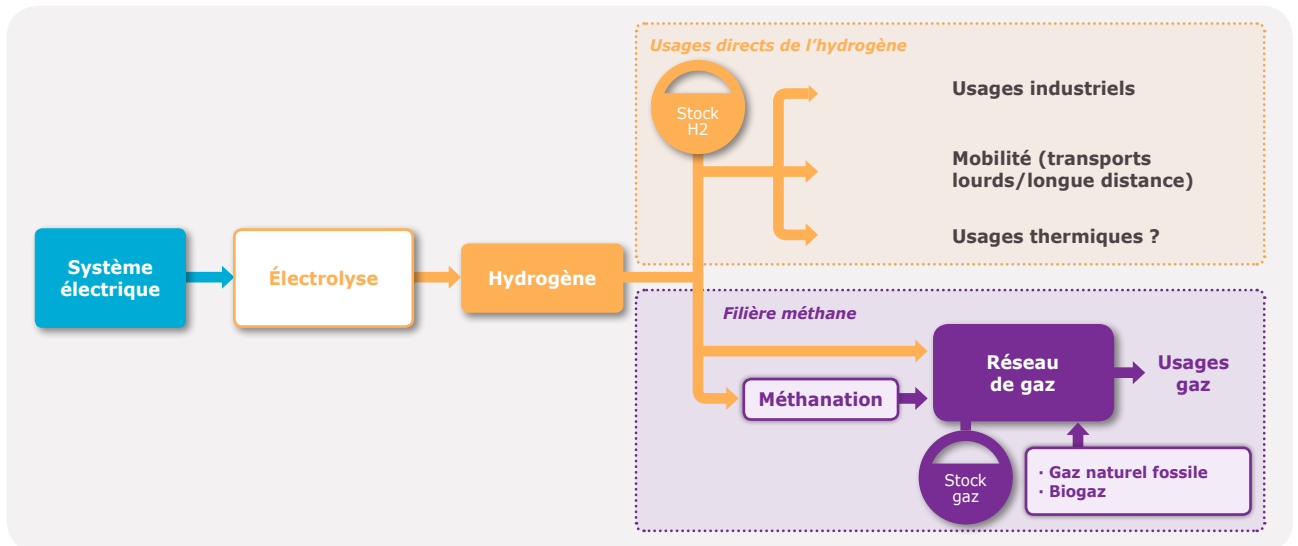 Usages directs de l'hydrogène
Stock
H2
Usages industriels
Mobilité (transports
lourds/longue distance)
Usages thermiques ?
Système
électrique
Électrolyse
Hydrogène
Filière méthane
Réseau
de gaz
Usages
gaz
Méthanation
Stock
gaz
· Gaz naturel fossile
· Biogaz